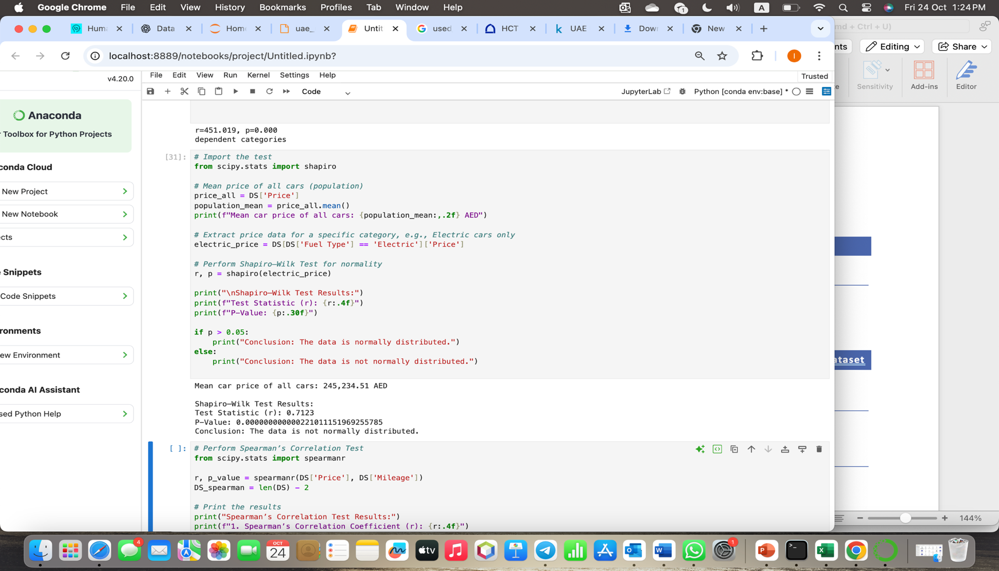 Google Chrome File Edit View History Bookmarks Profiles Tab Window Help
1 A Fri 24 Oct 1:24 PM
Huma Data Home uae_ Untit used HCT UAE Down New
md + Ctrl + U)
localhost:8889/notebooks/project/Untitled.ipynb?
I
nts Editing Share
Sensitivity Add-ins Editor
v4.20.0
File Edit View Run Kernel Settings Help
Trusted
Code
JupyterLab Python [conda env:base] *
Anaconda
Toolbox for Python Projects
conda Cloud
New Project
New Notebook
ects
Snippets
Code Snippets
ronments
ew Environment
conda AI Assistant
sed Python Help
r=451.019, p=0.000
dependent categories
[31]:
# Import the test
from scipy.stats import shapiro
# Mean price of all cars (population)
price_all = DS['Price']
population_mean = price_all.mean()
print(f"Mean car price of all cars: {population_mean:,.2f} AED")
# Extract price data for a specific category, e.g., Electric cars only
electric_price = DS[DS['Fuel Type'] == 'Electric']['Price']
# Perform Shapiro–Wilk Test for normality
r, p = shapiro(electric_price)
print("\nShapiro–Wilk Test Results:")
print(f"Test Statistic (r): {r:.4f}")
print(f"P-Value: {p:.30f}")
if p > 0.05:
print("Conclusion: The data is normally distributed.")
else:
print("Conclusion: The data is not normally distributed.")
Mean car price of all cars: 245,234.51 AED
Shapiro–Wilk Test Results:
Test Statistic (r): 0.7123
P-Value: 0.000000000000221011151969255785
Conclusion: The data is not normally distributed.
[ ]:
# Perform Spearman’s Correlation Test
from scipy.stats import spearmanr
r, p_value = spearmanr(DS['Price'], DS['Mileage'])
DS_spearman = len(DS) - 2
# Print the results
print("Spearman’s Correlation Test Results:")
print(f"1. Spearman’s Correlation Coefficient (r): {r:.4f}")
ataset
144%
4
OCT
24
tv
1